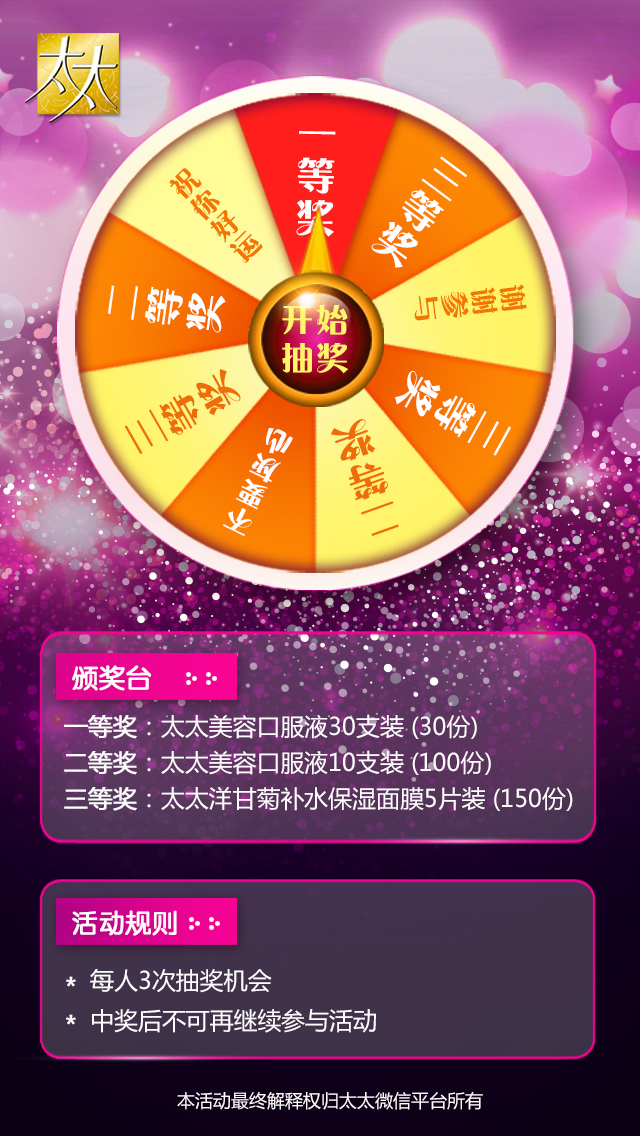 太太
一等奖
三等奖
谢谢参与
三等奖
二等奖
不要灰心
三等奖
二等奖
祝你好运
开始
抽奖
颁奖台
一等奖：太太美容口服液30支装 (30份)
二等奖：太太美容口服液10支装 (100份)
三等奖：太太洋甘菊补水保湿面膜5片装 (150份)
活动规则
* 每人3次抽奖机会
* 中奖后不可再继续参与活动
本活动最终解释权归太太微信平台所有